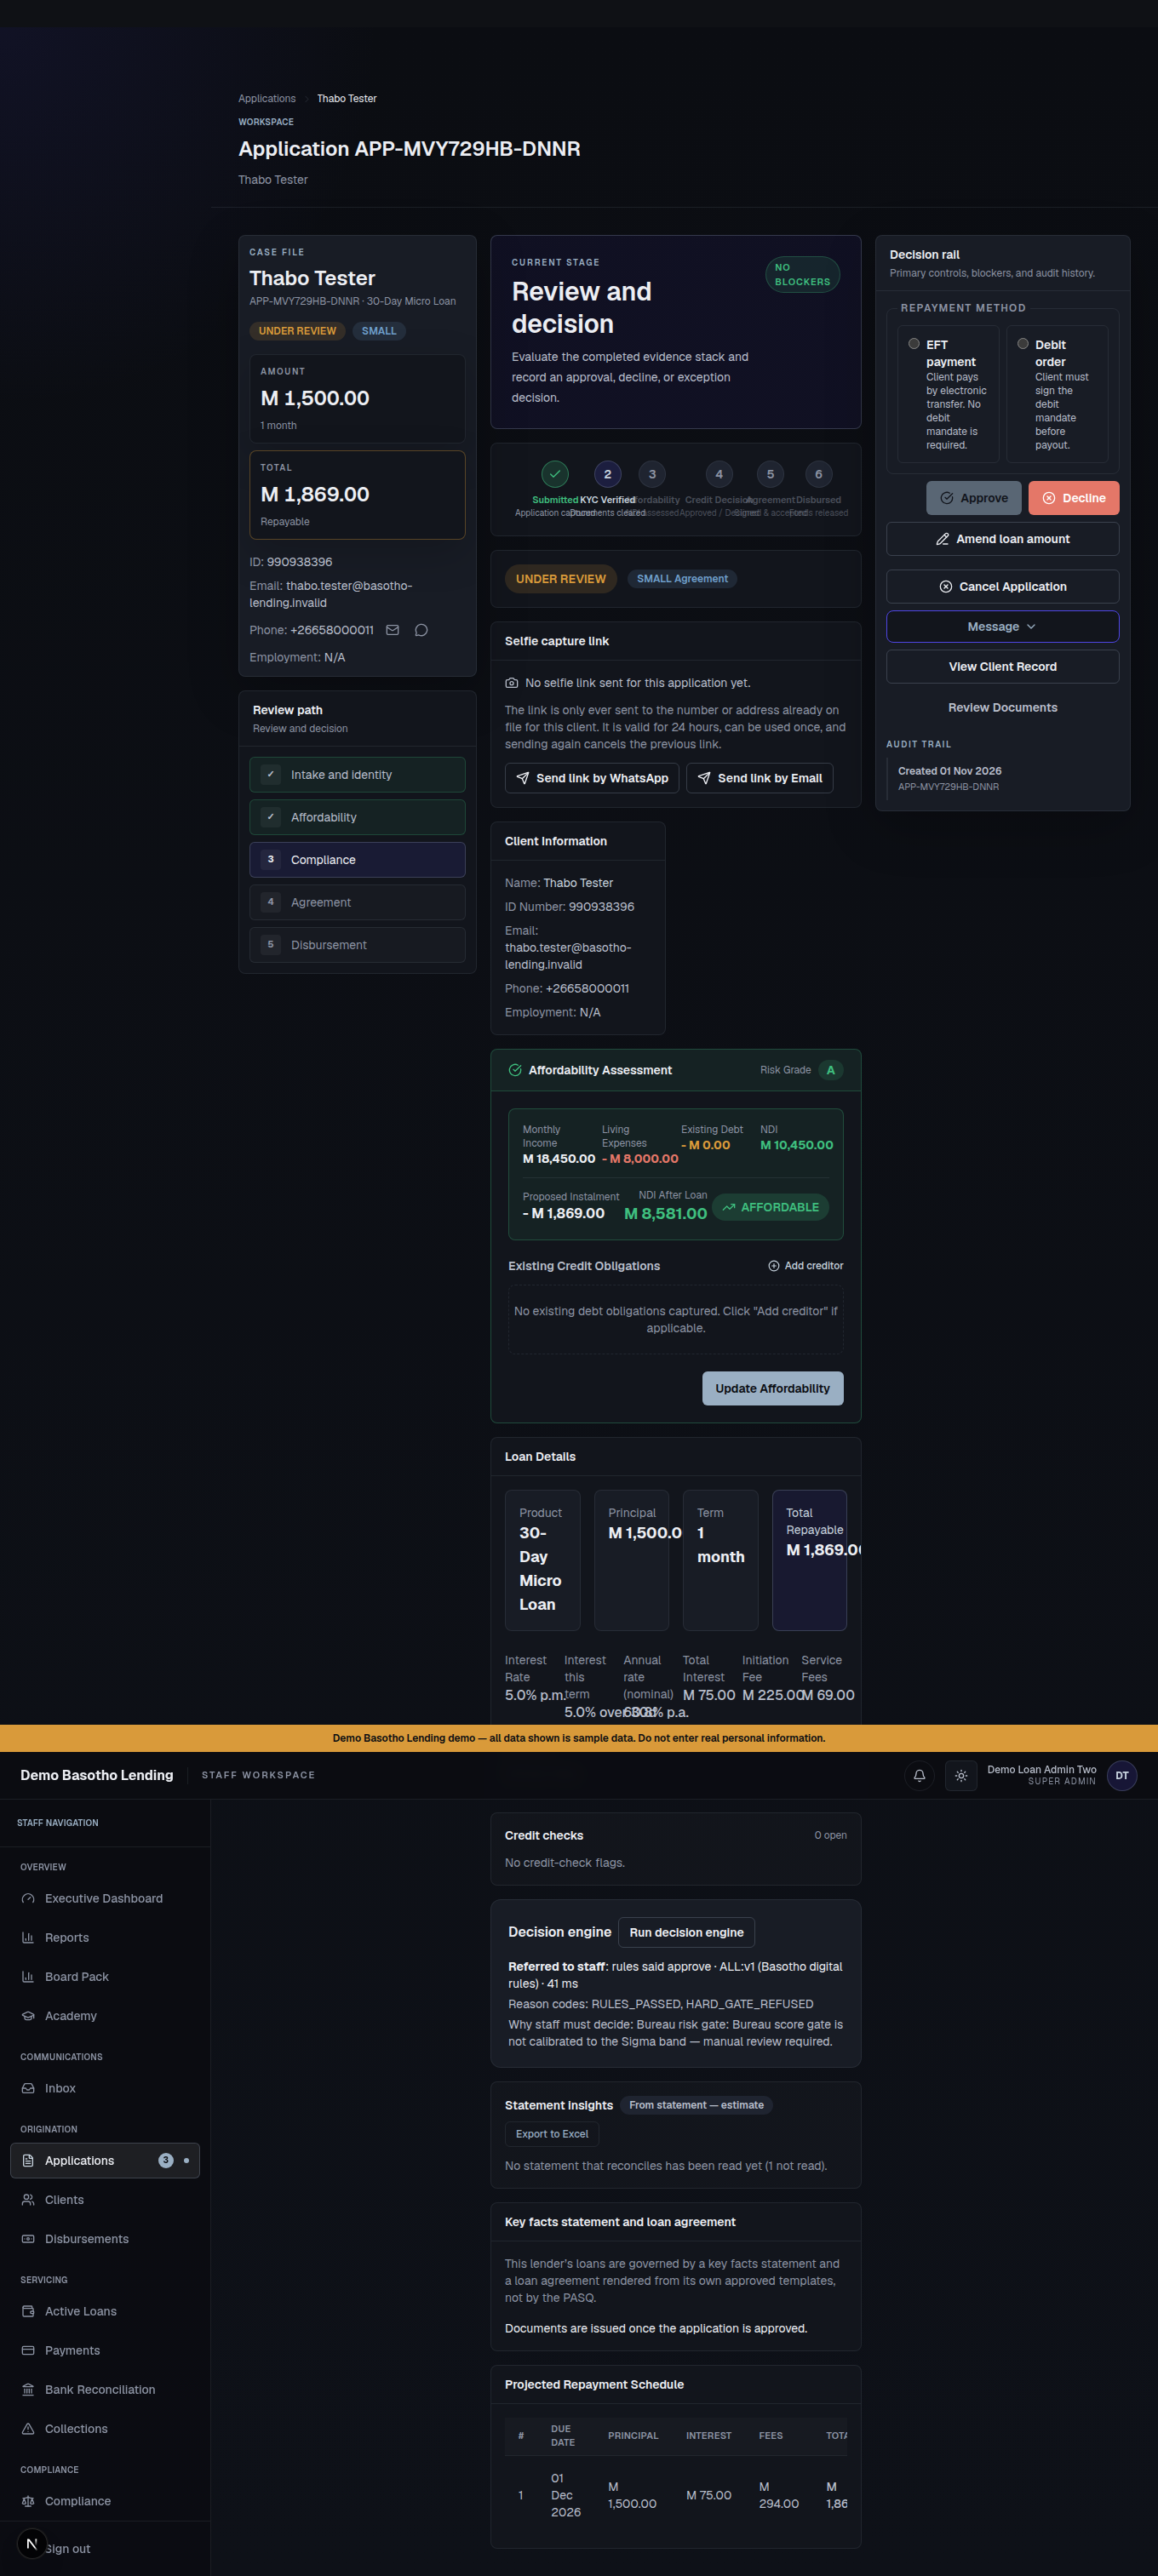 Applications
Thabo Tester
WORKSPACE
Application APP-MVY729HB-DNNR
Thabo Tester
CASE FILE
Thabo Tester
APP-MVY729HB-DNNR · 30-Day Micro Loan
UNDER REVIEW
SMALL
AMOUNT
M 1,500.00
1 month
TOTAL
M 1,869.00
Repayable
ID: 990938396
Email: thabo.tester@basotho-
lending.invalid
Phone: +26658000011
Employment: N/A
Review path
Review and decision
✓ Intake and identity
✓ Affordability
3 Compliance
4 Agreement
5 Disbursement
CURRENT STAGE
Review and
decision
Evaluate the completed evidence stack and
record an approval, decline, or exception
decision.
NO
BLOCKERS
2 3 4 5 6
Submitted KYC Verified Credit Decision Agreement Disbursed
UNDER REVIEW
SMALL Agreement
Selfie capture link
No selfie link sent for this application yet.
The link is only ever sent to the number or address already on
file for this client. It is valid for 24 hours, can be used once, and
sending again cancels the previous link.
Send link by WhatsApp
Send link by Email
Client Information
Name: Thabo Tester
ID Number: 990938396
Email:
thabo.tester@basotho-
lending.invalid
Phone: +26658000011
Employment: N/A
Affordability Assessment
Risk Grade A
Monthly
Income
M 18,450.00
Living
Expenses
- M 8,000.00
Existing Debt
- M 0.00
NDI
M 10,450.00
Proposed Instalment
- M 1,869.00
NDI After Loan
M 8,581.00
AFFORDABLE
Existing Credit Obligations
Add creditor
No existing debt obligations captured. Click "Add creditor" if
applicable.
Update Affordability
Loan Details
Product
30-
Day
Micro
Loan
Principal
M 1,500.0
Term
1
month
Total
Repayable
M 1,869.00
Interest
Rate
5.0% p.m.
Interest
this
term
5.0% over
Annual
rate
(nominal)
p.a.
Total
Interest
M 75.00
Initiation
Fee
M 225.00
Service
Fees
M 69.00
Decision rail
Primary controls, blockers, and audit history.
REPAYMENT METHOD
EFT
payment
Client pays
by electronic
transfer. No
debit
mandate is
required.
Debit
order
Client must
sign the
debit
mandate
before
payout.
Approve
Decline
Amend loan amount
Cancel Application
Message
View Client Record
Review Documents
AUDIT TRAIL
Created 01 Nov 2026
APP-MVY729HB-DNNR
Demo Basotho Lending demo — all data shown is sample data. Do not enter real personal information.
Demo Basotho Lending
STAFF WORKSPACE
Demo Loan Admin Two
SUPER ADMIN
DT
STAFF NAVIGATION
OVERVIEW
Executive Dashboard
Reports
Board Pack
Academy
COMMUNICATIONS
Inbox
ORIGINATION
Applications 3
Clients
Disbursements
SERVICING
Active Loans
Payments
Bank Reconciliation
Collections
COMPLIANCE
Compliance
N
Sign out
Credit checks
0 open
No credit-check flags.
Decision engine
Run decision engine
Referred to staff: rules said approve · ALL:v1 (Basotho digital
rules) · 41 ms
Reason codes: RULES_PASSED, HARD_GATE_REFUSED
Why staff must decide: Bureau risk gate: Bureau score gate is
not calibrated to the Sigma band — manual review required.
Statement Insights
From statement — estimate
Export to Excel
No statement that reconciles has been read yet (1 not read).
Key facts statement and loan agreement
This lender's loans are governed by a key facts statement and
a loan agreement rendered from its own approved templates,
not by the PASQ.
Documents are issued once the application is approved.
Projected Repayment Schedule
#
DUE
DATE
PRINCIPAL
INTEREST
FEES
TOTA
1
01
Dec
2026
M
1,500.00
M 75.00
M
294.00
M
1,86